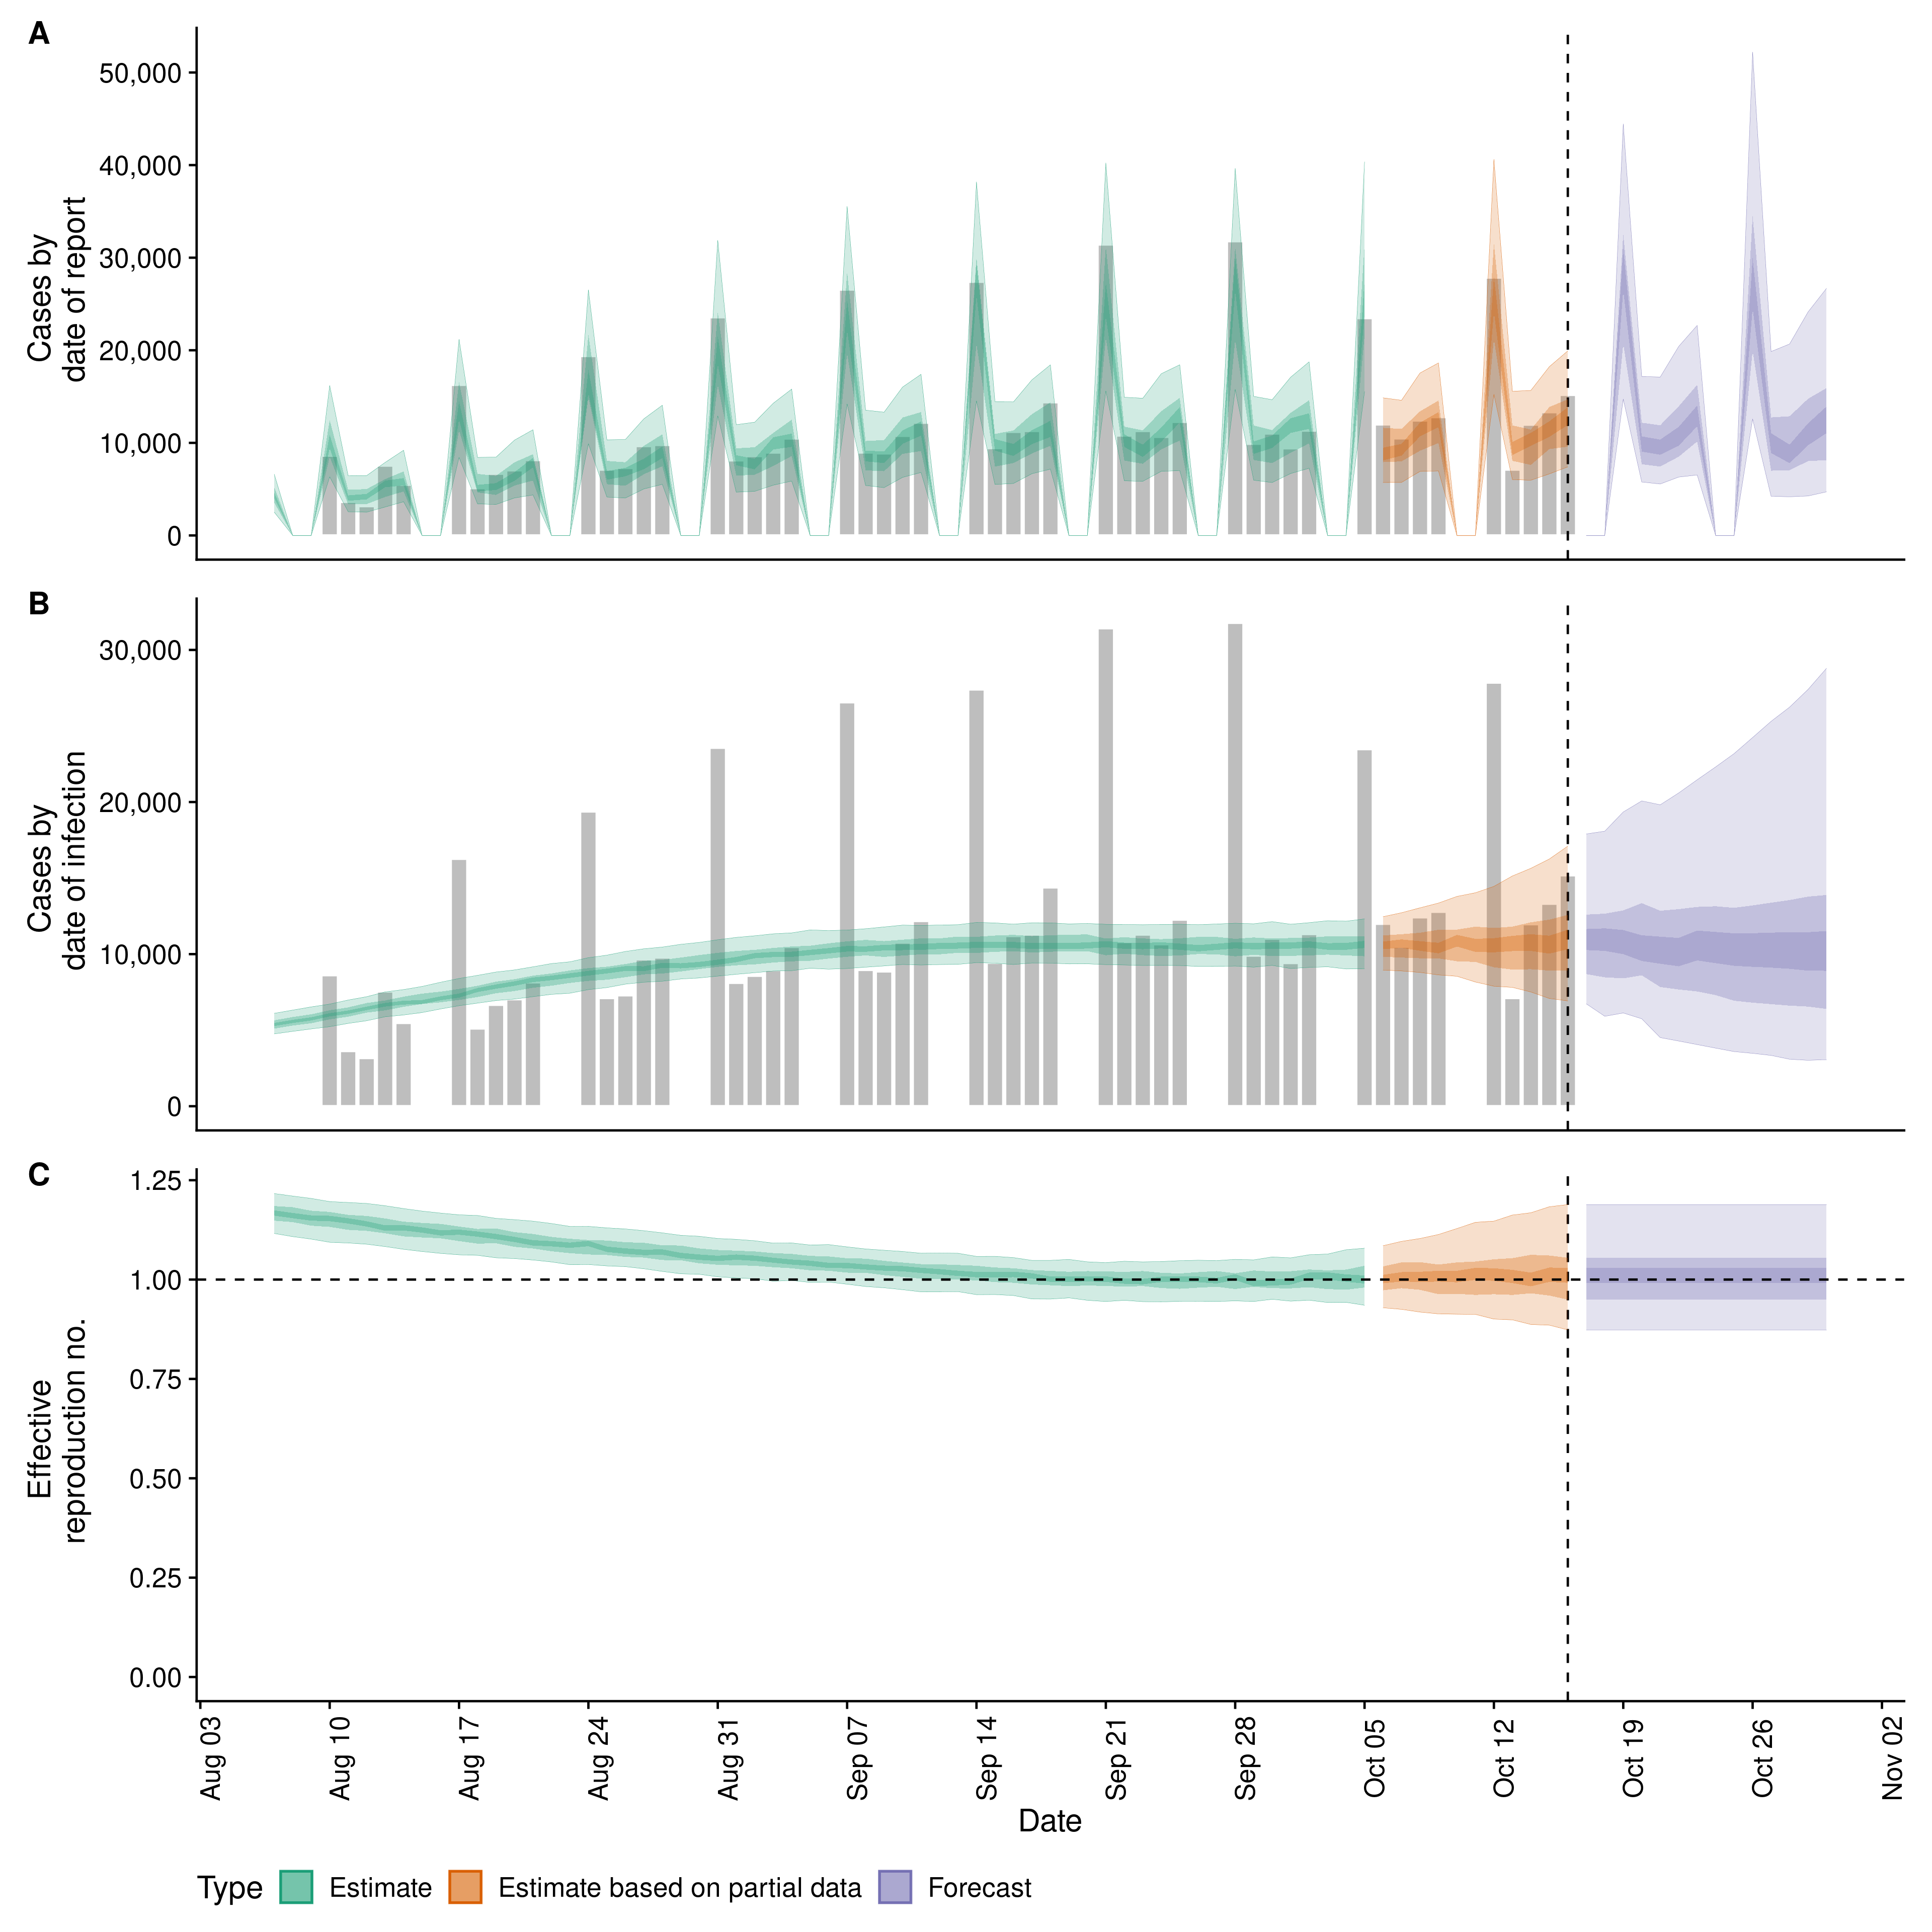 A
50,000
40,000
30,000
20,000
10,000
0
Cases by
date of report
B
30,000
20,000
10,000
0
Cases by
date of infection
C
1.25
1.00
0.75
0.50
0.25
0.00
Effective
reproduction no.
Aug 03
Aug 10
Aug 17
Aug 24
Aug 31
Sep 07
Sep 14
Sep 21
Sep 28
Oct 05
Oct 12
Oct 19
Oct 26
Nov 02
Date
Type Estimate Estimate based on partial data Forecast